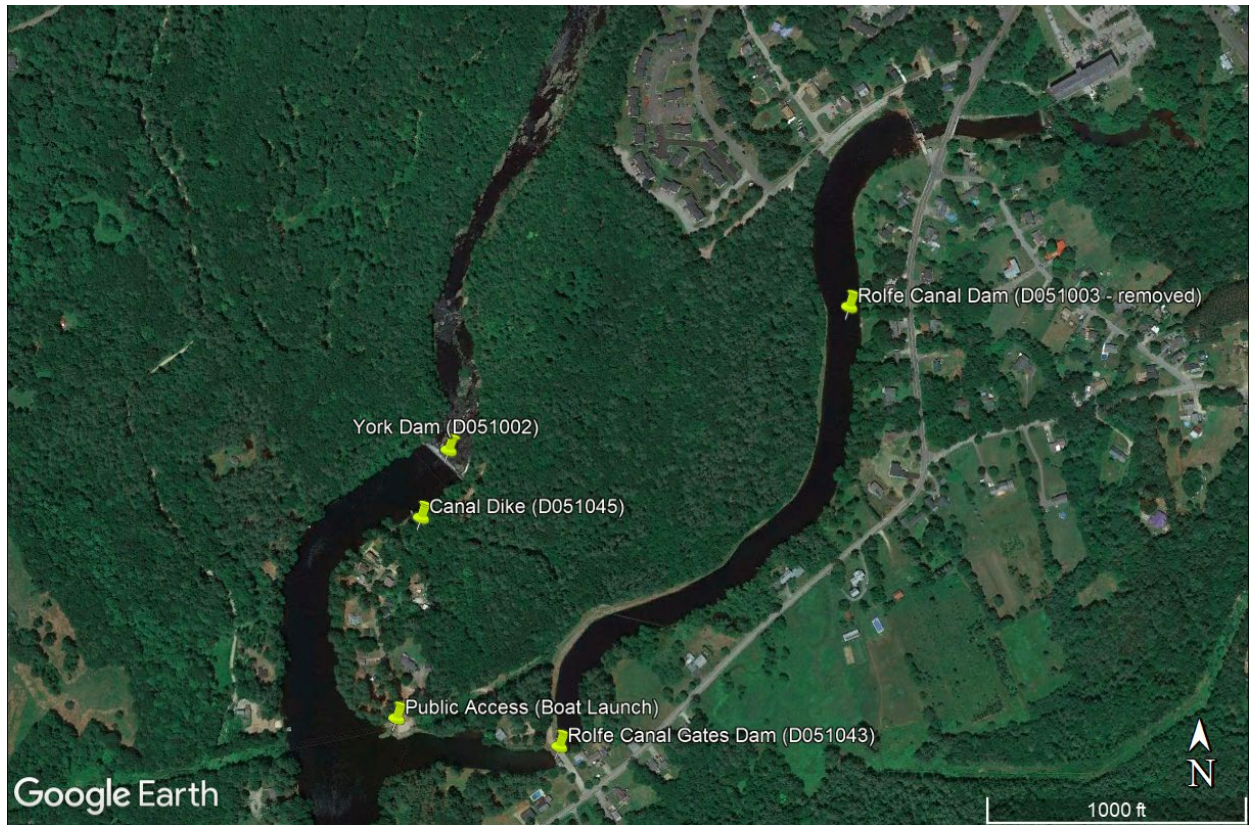 Rolfe Canal Dam (D051003 - removed)
York Dam (D051002)
Canal Dike (D051045)
Public Access (Boat Launch)
Rolfe Canal Gates Dam (D051043)
N
Google Earth
1000 ft